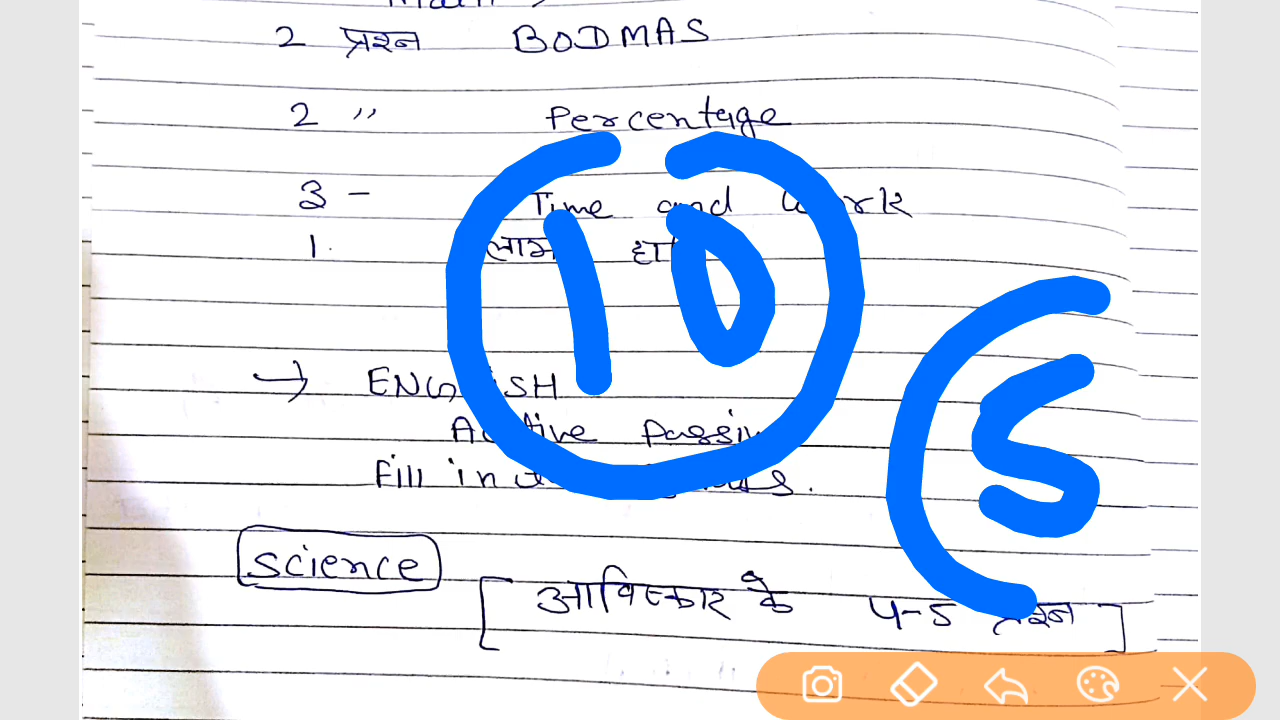 2 प्रश्न BODMAS
2 " Percentage
3 - Time and Work
1. लाभ
10
→ ENGLISH
Active Passive
Fill in
5
Science
[ आविष्कार के 4-5 प्रश्न ]